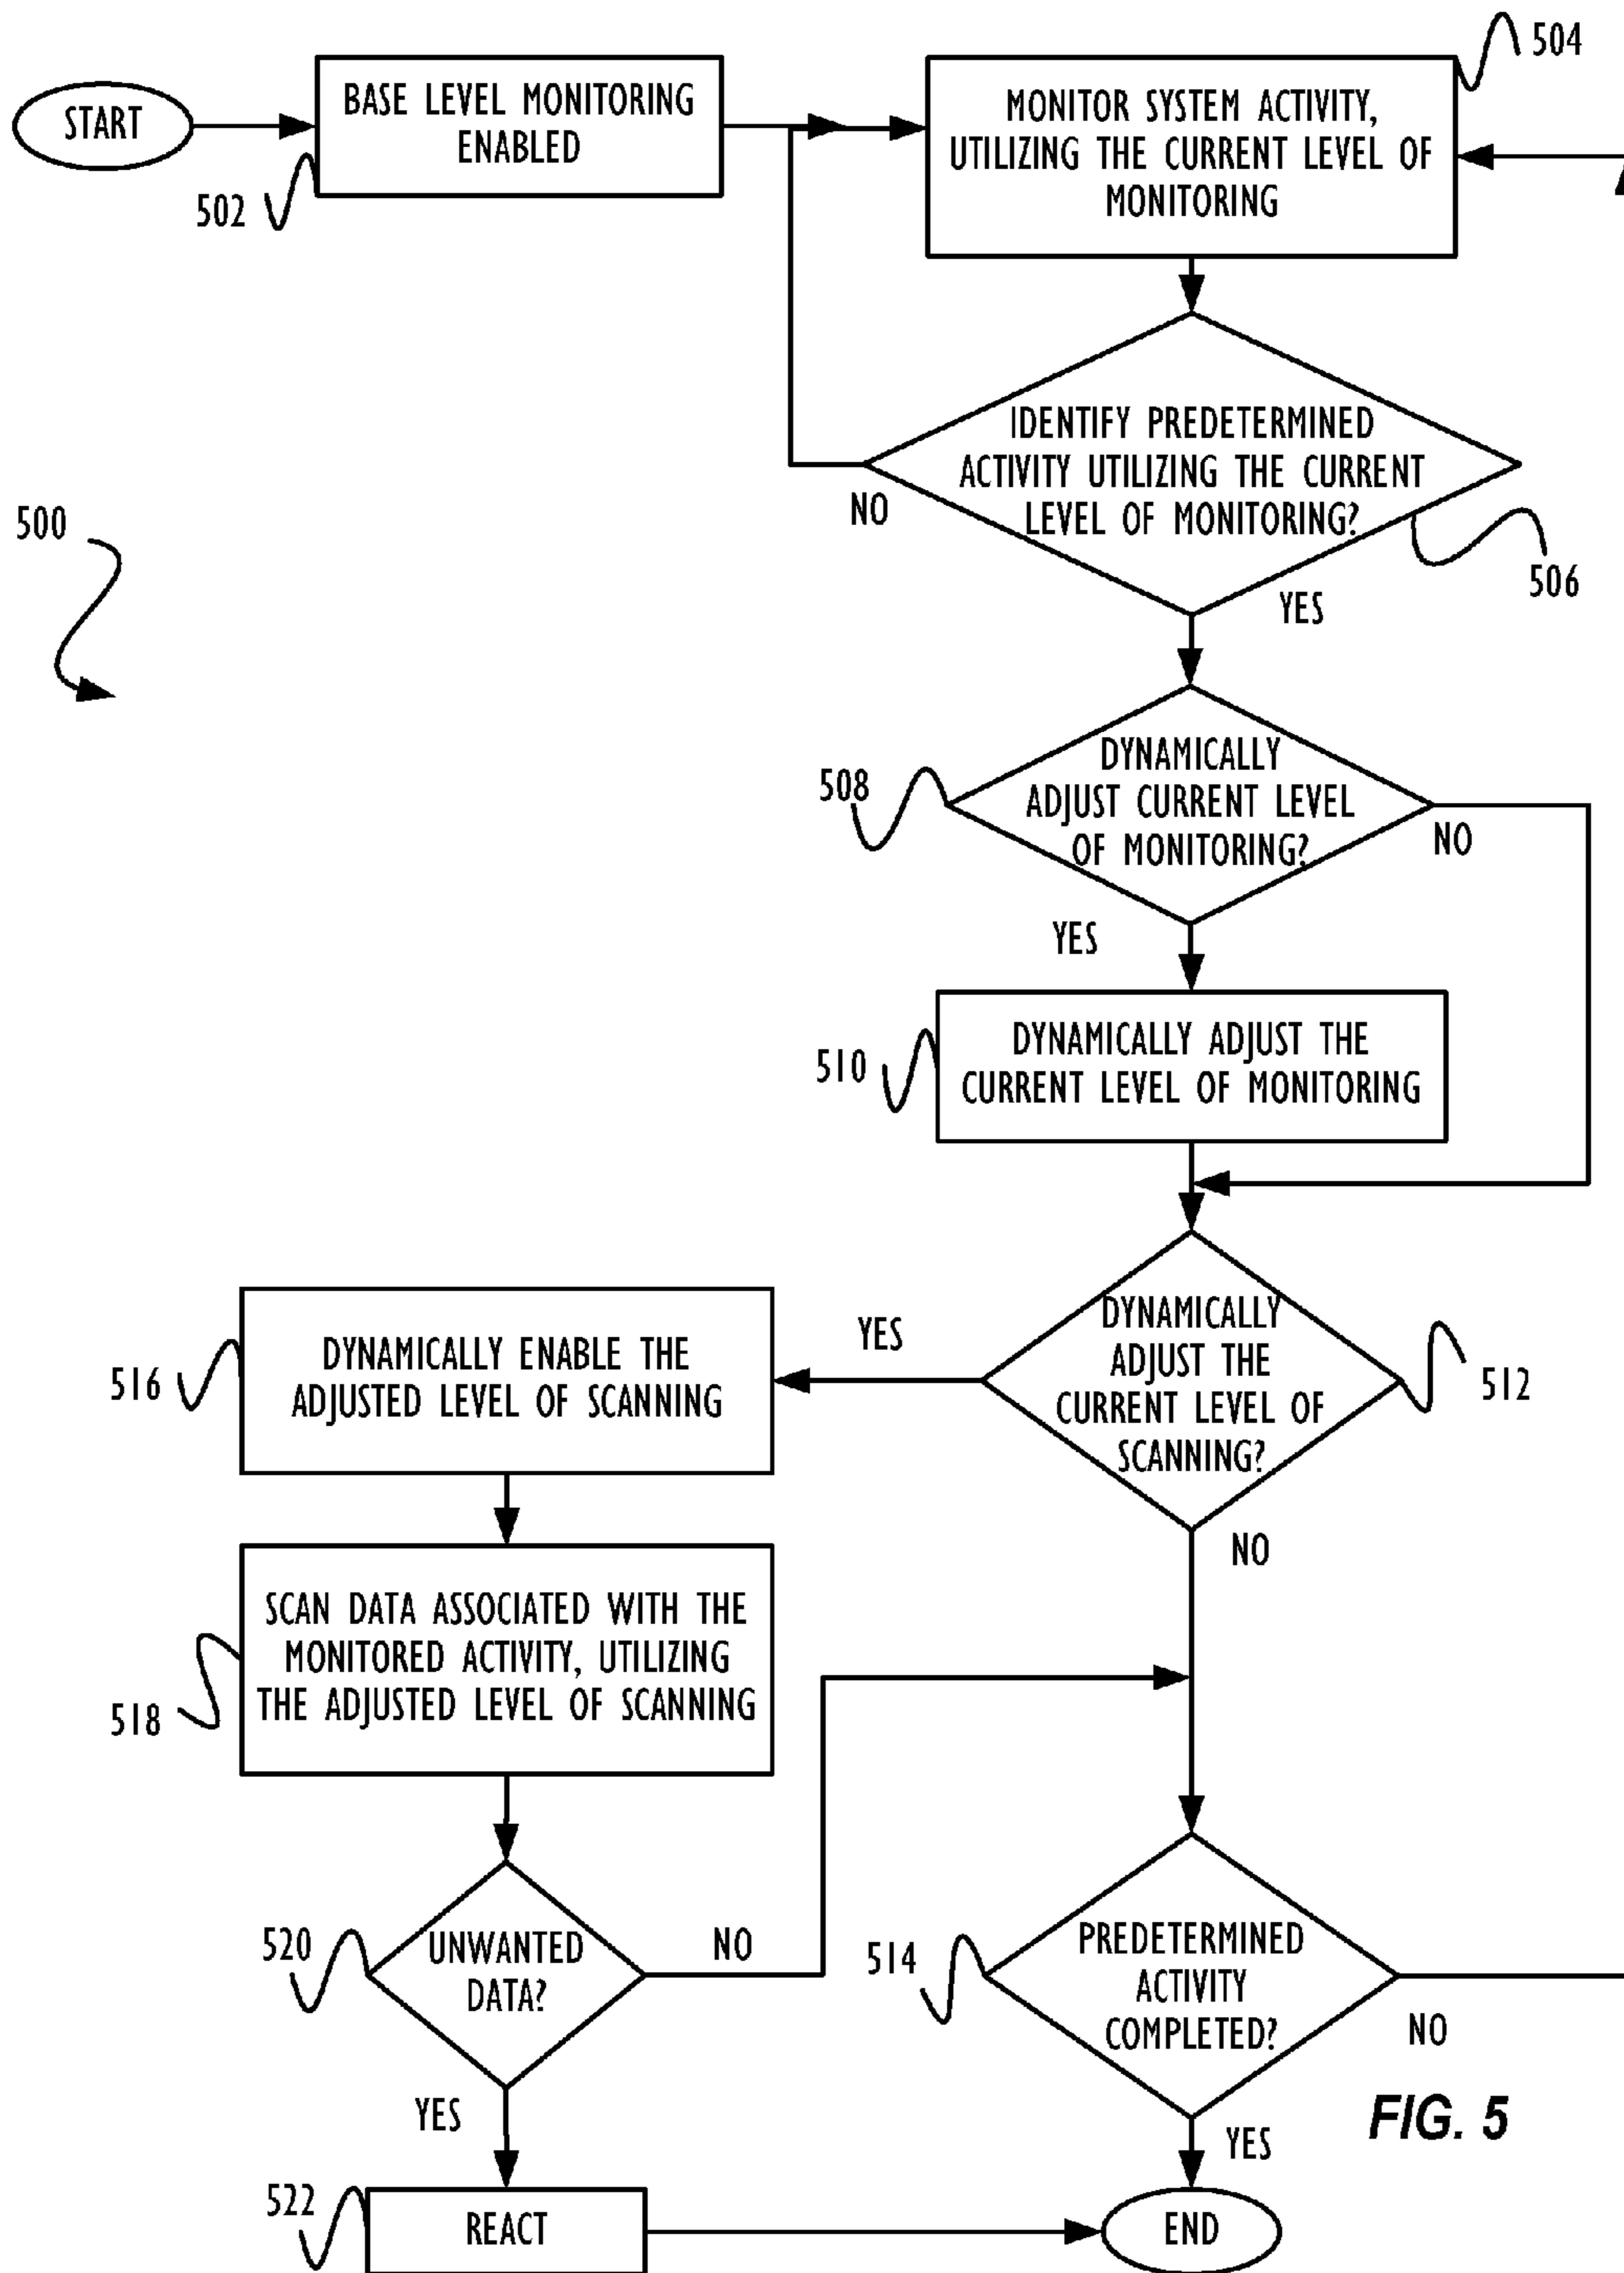 504
START
BASE LEVEL MONITORING
ENABLED
502
MONITOR SYSTEM ACTIVITY,
UTILIZING THE CURRENT LEVEL OF
MONITORING
IDENTIFY PREDETERMINED
ACTIVITY UTILIZING THE CURRENT
LEVEL OF MONITORING?
NO
500
506
YES
DYNAMICALLY
ADJUST CURRENT LEVEL
OF MONITORING?
508
NO
YES
510
DYNAMICALLY ADJUST THE
CURRENT LEVEL OF MONITORING
DYNAMICALLY
ADJUST THE
CURRENT LEVEL OF
SCANNING?
512
YES
516
DYNAMICALLY ENABLE THE
ADJUSTED LEVEL OF SCANNING
NO
SCAN DATA ASSOCIATED WITH THE
MONITORED ACTIVITY, UTILIZING
THE ADJUSTED LEVEL OF SCANNING
518
520
UNWANTED
DATA?
NO
514
PREDETERMINED
ACTIVITY
COMPLETED?
NO
YES
FIG. 5
YES
522
REACT
END